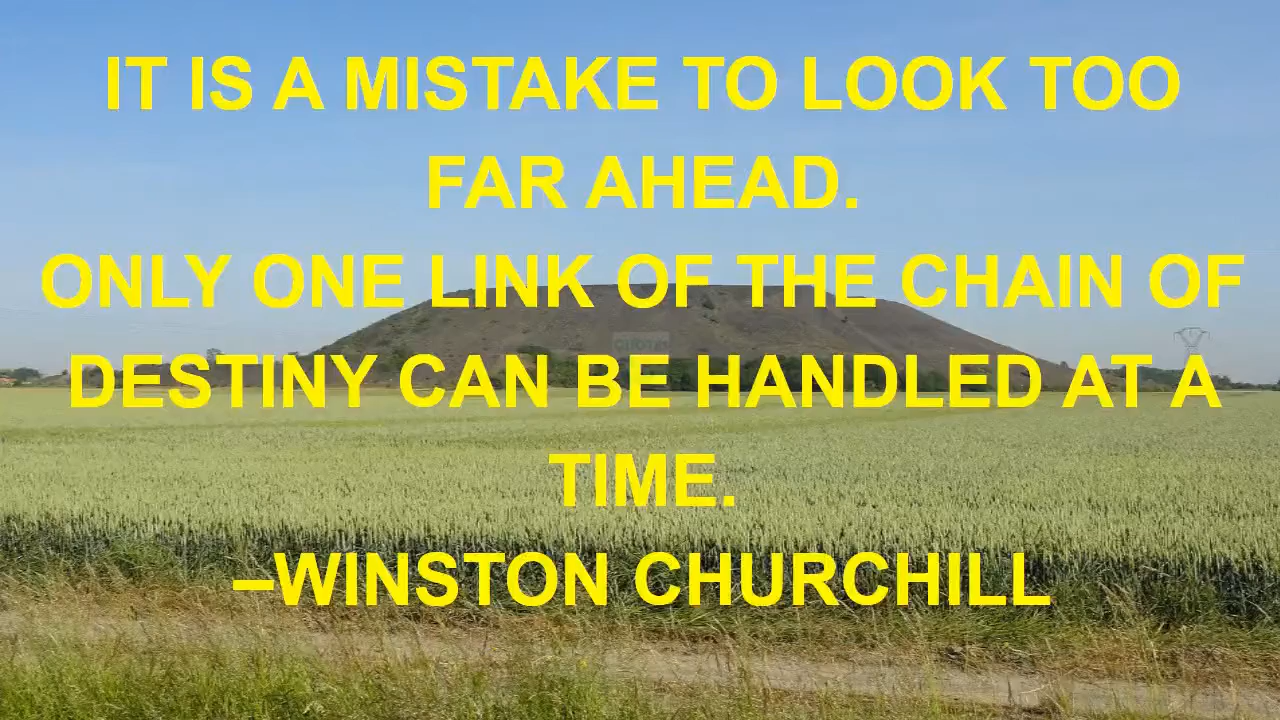 IT IS A MISTAKE TO LOOK TOO
FAR AHEAD.
ONLY ONE LINK OF THE CHAIN OF
DESTINY CAN BE HANDLED AT A
TIME.
–WINSTON CHURCHILL